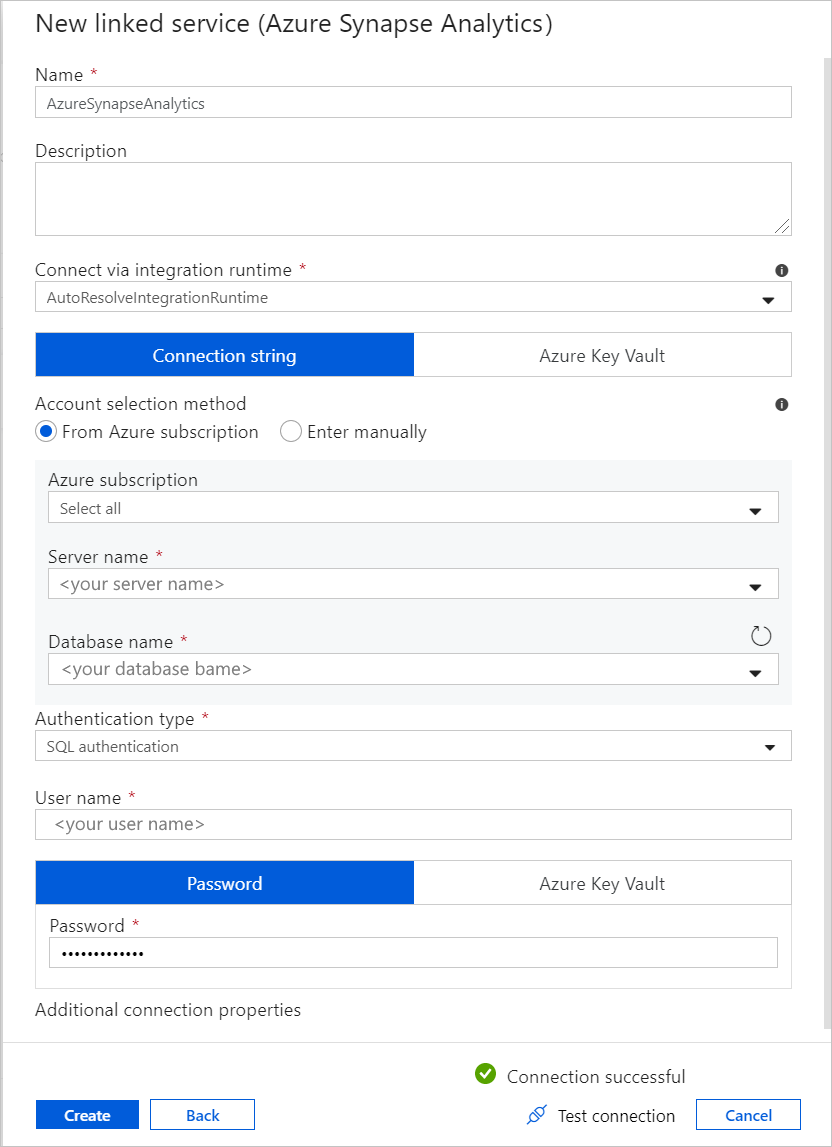 New linked service (Azure Synapse Analytics)
Name *
AzureSynapseAnalytics
Description
Connect via integration runtime *
AutoResolveIntegrationRuntime
Connection string
Azure Key Vault
Account selection method
From Azure subscription
Enter manually
Azure subscription
Select all
Server name *
<your server name>
Database name *
<your database bame>
Authentication type *
SQL authentication
User name *
<your user name>
Password
Azure Key Vault
Password *
•••••••••••••
Additional connection properties
Connection successful
Create
Back
Test connection
Cancel